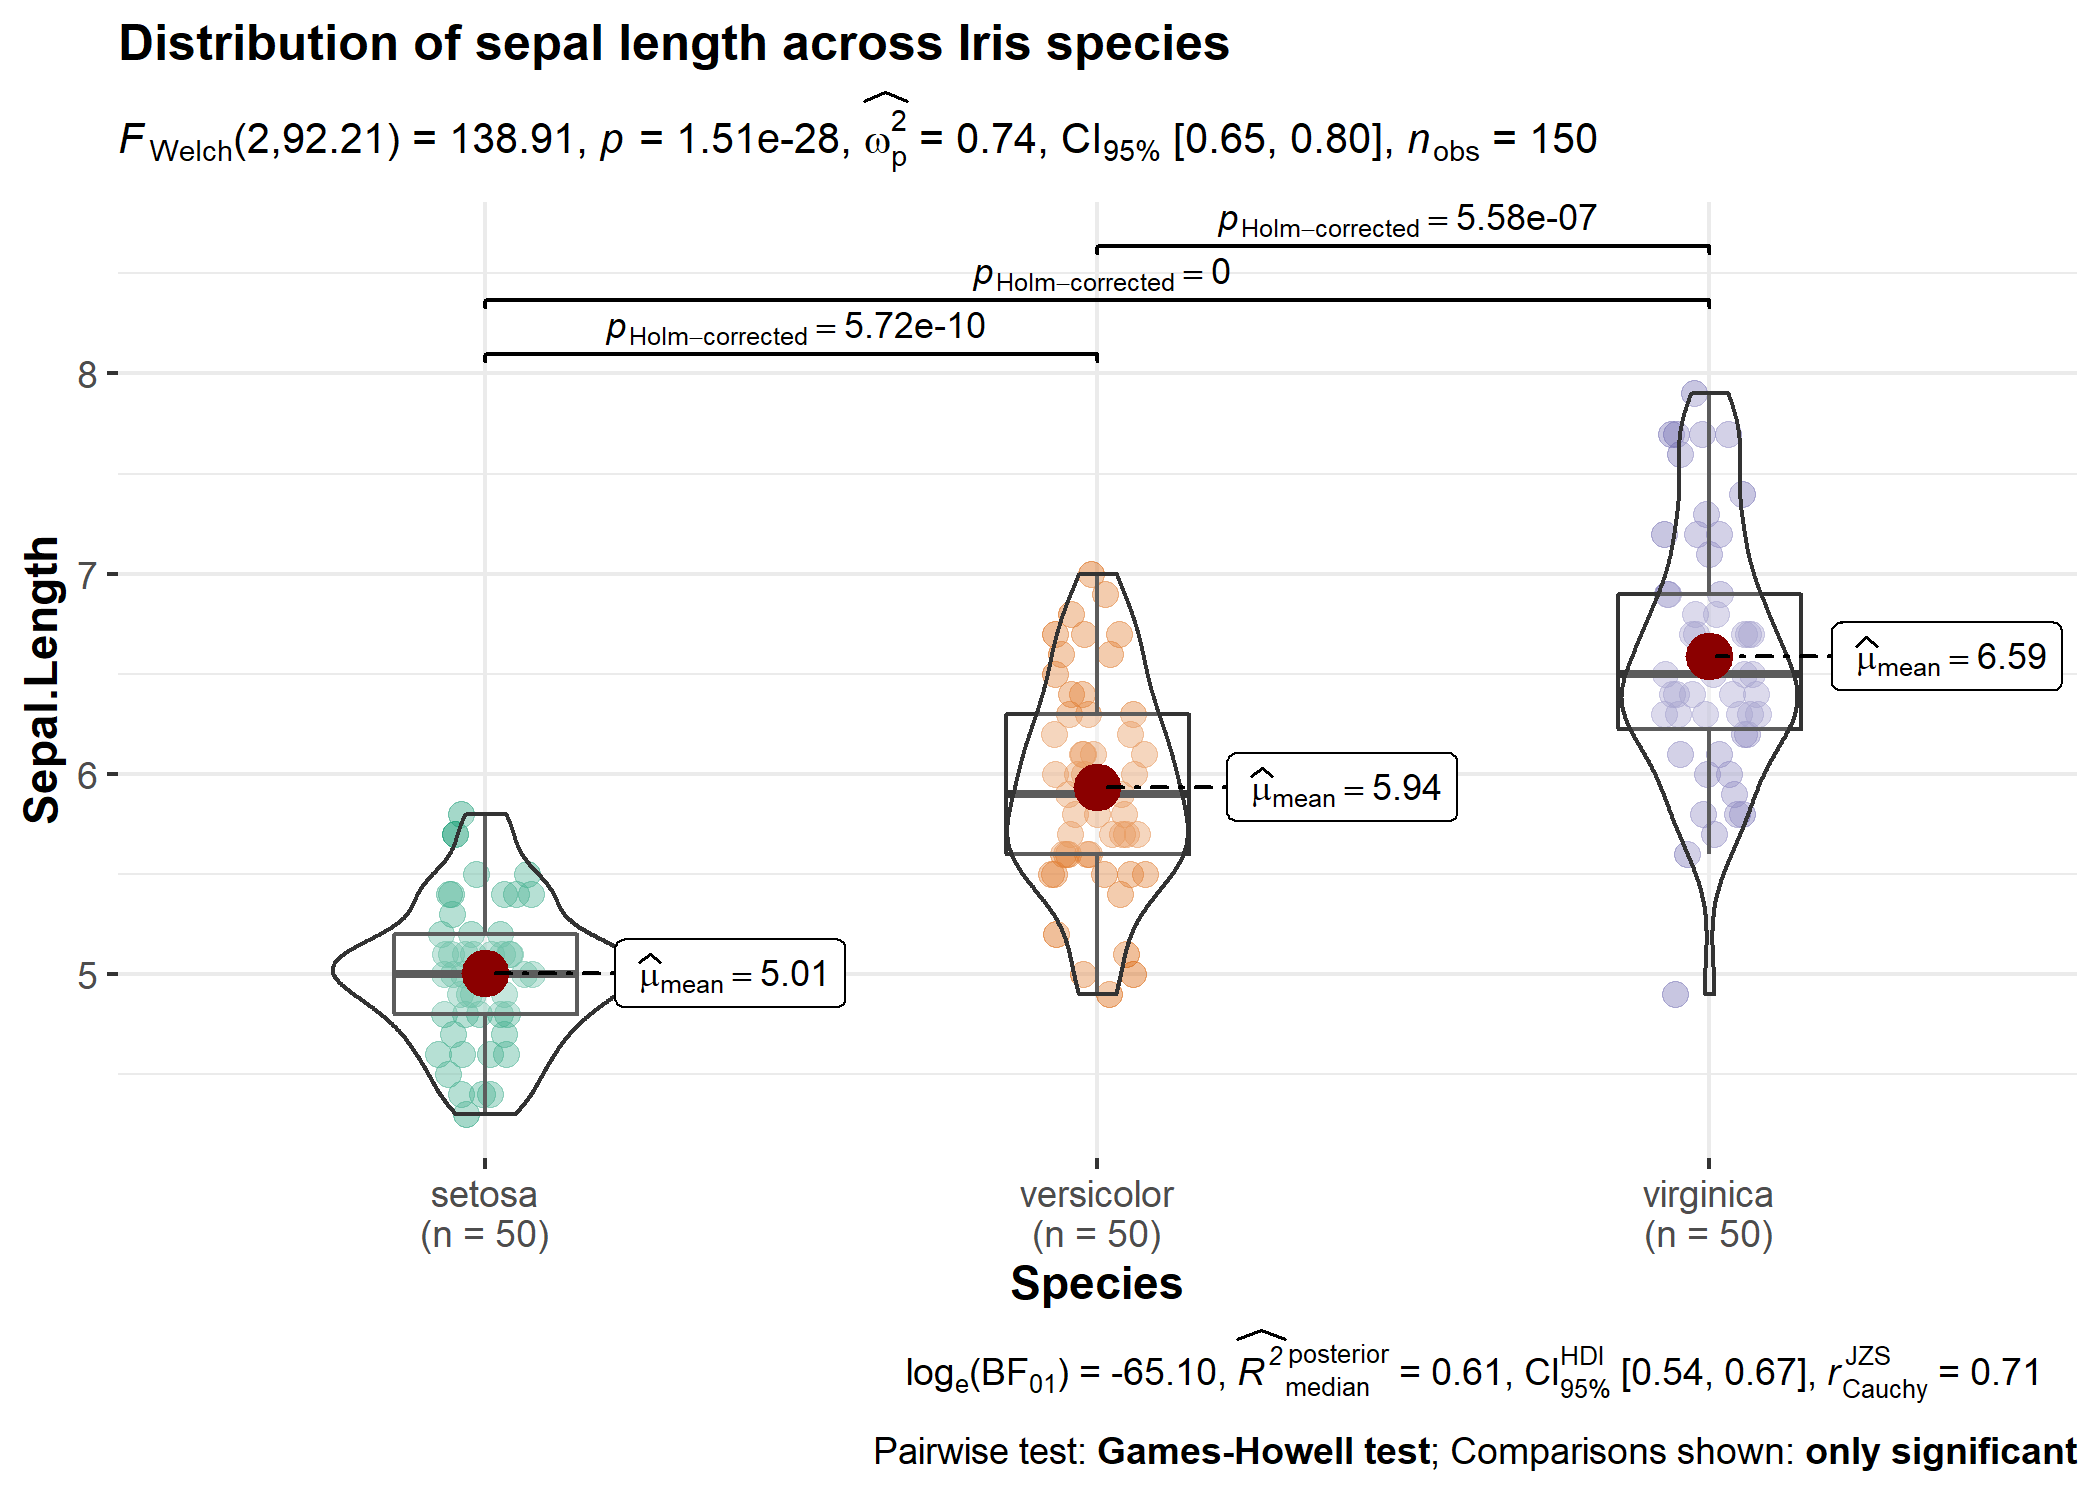 Distribution of sepal length across Iris species
F Welch(2,92.21) = 138.91, p = 1.51e-28, ω̂p² = 0.74, CI95% [0.65, 0.80], nobs = 150
pHolm−corrected = 5.58e-07
pHolm−corrected = 0
pHolm−corrected = 5.72e-10
Sepal.Length
8
7
6
5
μ̂mean = 6.59
μ̂mean = 5.94
μ̂mean = 5.01
setosa
(n = 50)
versicolor
(n = 50)
virginica
(n = 50)
Species
loge(BF01) = -65.10, R̂² posterior median = 0.61, CI95% HDI [0.54, 0.67], r JZS Cauchy = 0.71
Pairwise test: Games-Howell test; Comparisons shown: only significant